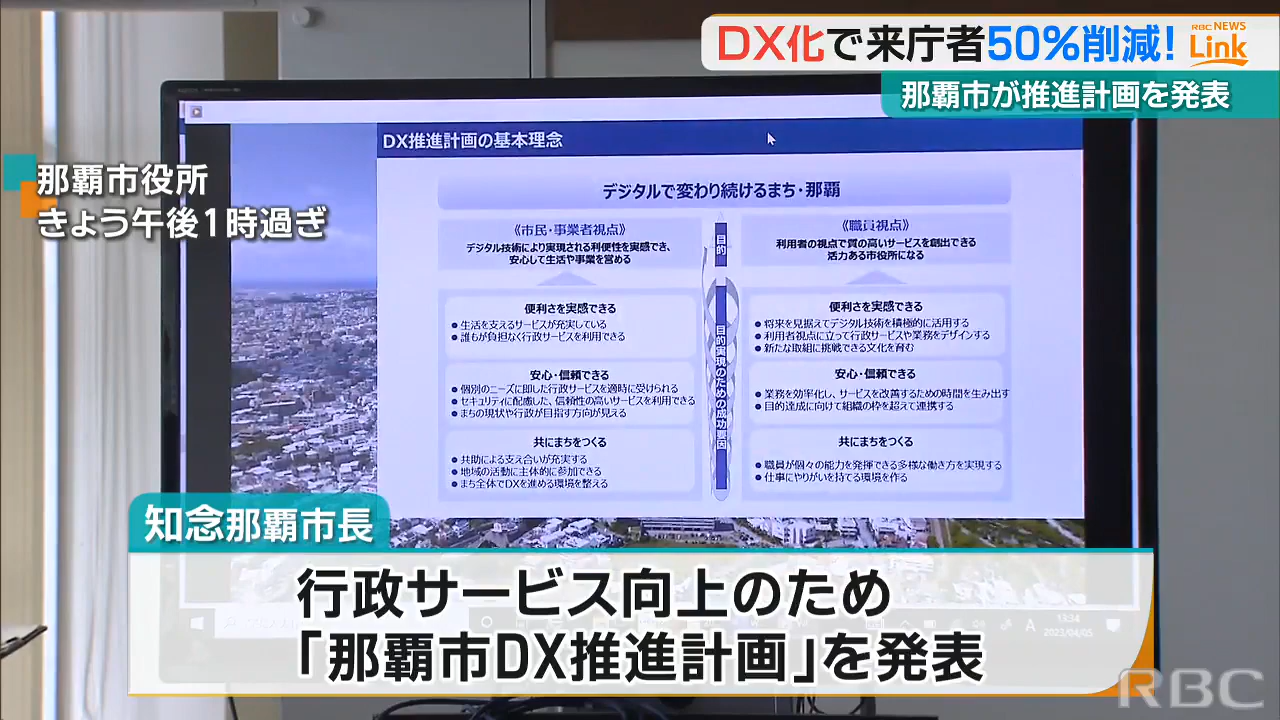 DX化で来庁者50%削減!
RBC NEWS
Link
那覇市が推進計画を発表
那覇市役所
きょう午後1時過ぎ
DX推進計画の基本理念
デジタルで変わり続けるまち・那覇
《市民・事業者視点》
デジタル技術により実現される利便性を実感でき、
安心して生活や事業を営める
目的
《職員視点》
利用者の視点で質の高いサービスを創出できる
活力ある市役所になる
便利さを実感できる
●生活を支えるサービスが充実している
●誰もが負担なく行政サービスを利用できる
安心・信頼できる
●個別のニーズに即した行政サービスを適時に受けられる
●セキュリティに配慮した、信頼性の高いサービスを利用できる
●まちの現状や行政が目指す方向が見える
共にまちをつくる
●共助による支え合いが充実する
●地域の活動に主体的に参加できる
●まち全体でDXを進める環境を整える
目的実現のための成功要因
便利さを実感できる
●将来を見据えてデジタル技術を積極的に活用する
●利用者視点に立って行政サービスや業務をデザインする
●新たな取組に挑戦できる文化を育む
安心・信頼できる
●業務を効率化し、サービスを改善するための時間を生み出す
●目的達成に向けて組織の枠を超えて連携する
共にまちをつくる
●職員が個々の能力を発揮できる多様な働き方を実現する
●仕事にやりがいを持てる環境を作る
知念那覇市長
行政サービス向上のため
「那覇市DX推進計画」を発表
13:34
2023/04/05
RBC